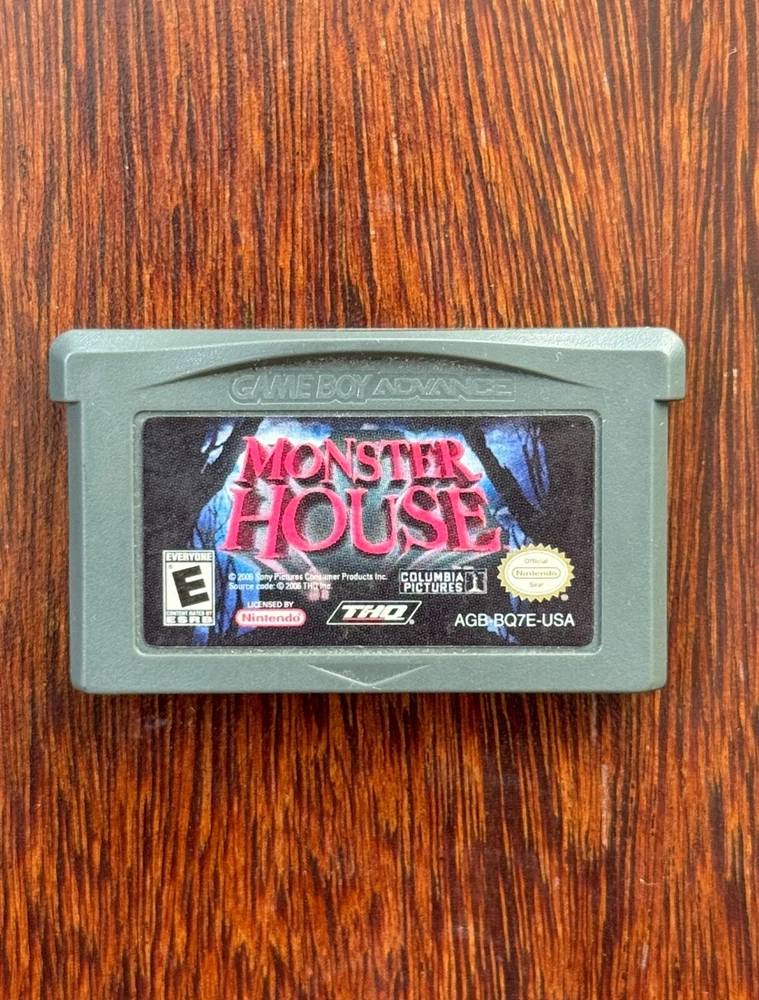 GAME BOY ADVANCE
MONSTER
HOUSE
EVERYONE
E
CONTENT RATED BY
ESRB
© 2006 Sony Pictures Consumer Products Inc.
Source code: © 2006 THQ Inc.
COLUMBIA
PICTURES
Official
Nintendo
Seal
LICENSED BY
Nintendo
THQ
AGB-BQ7E-USA